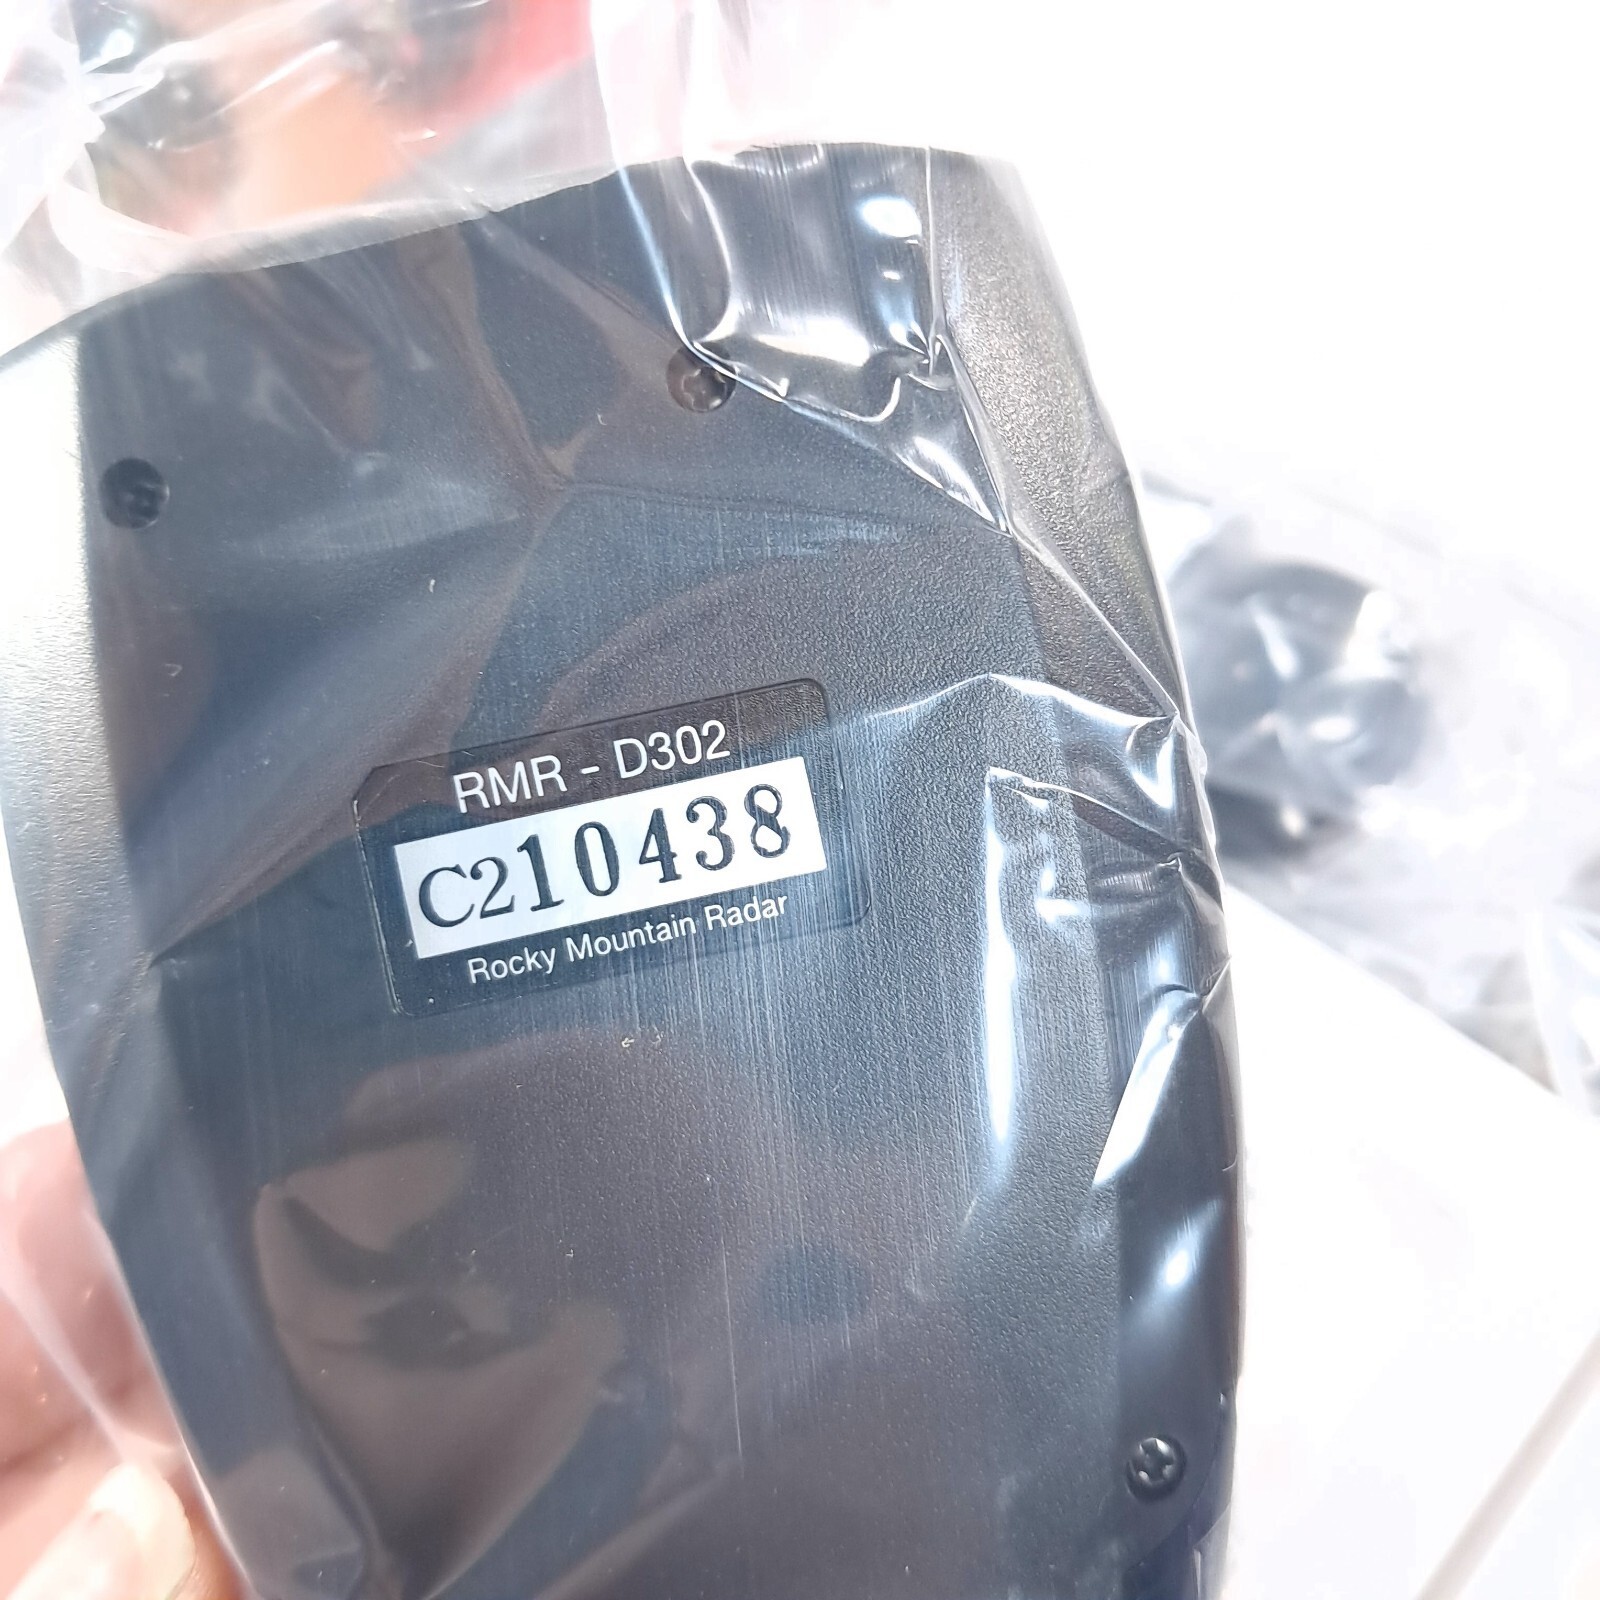 RMR - D302
C210438
Rocky Mountain Radar